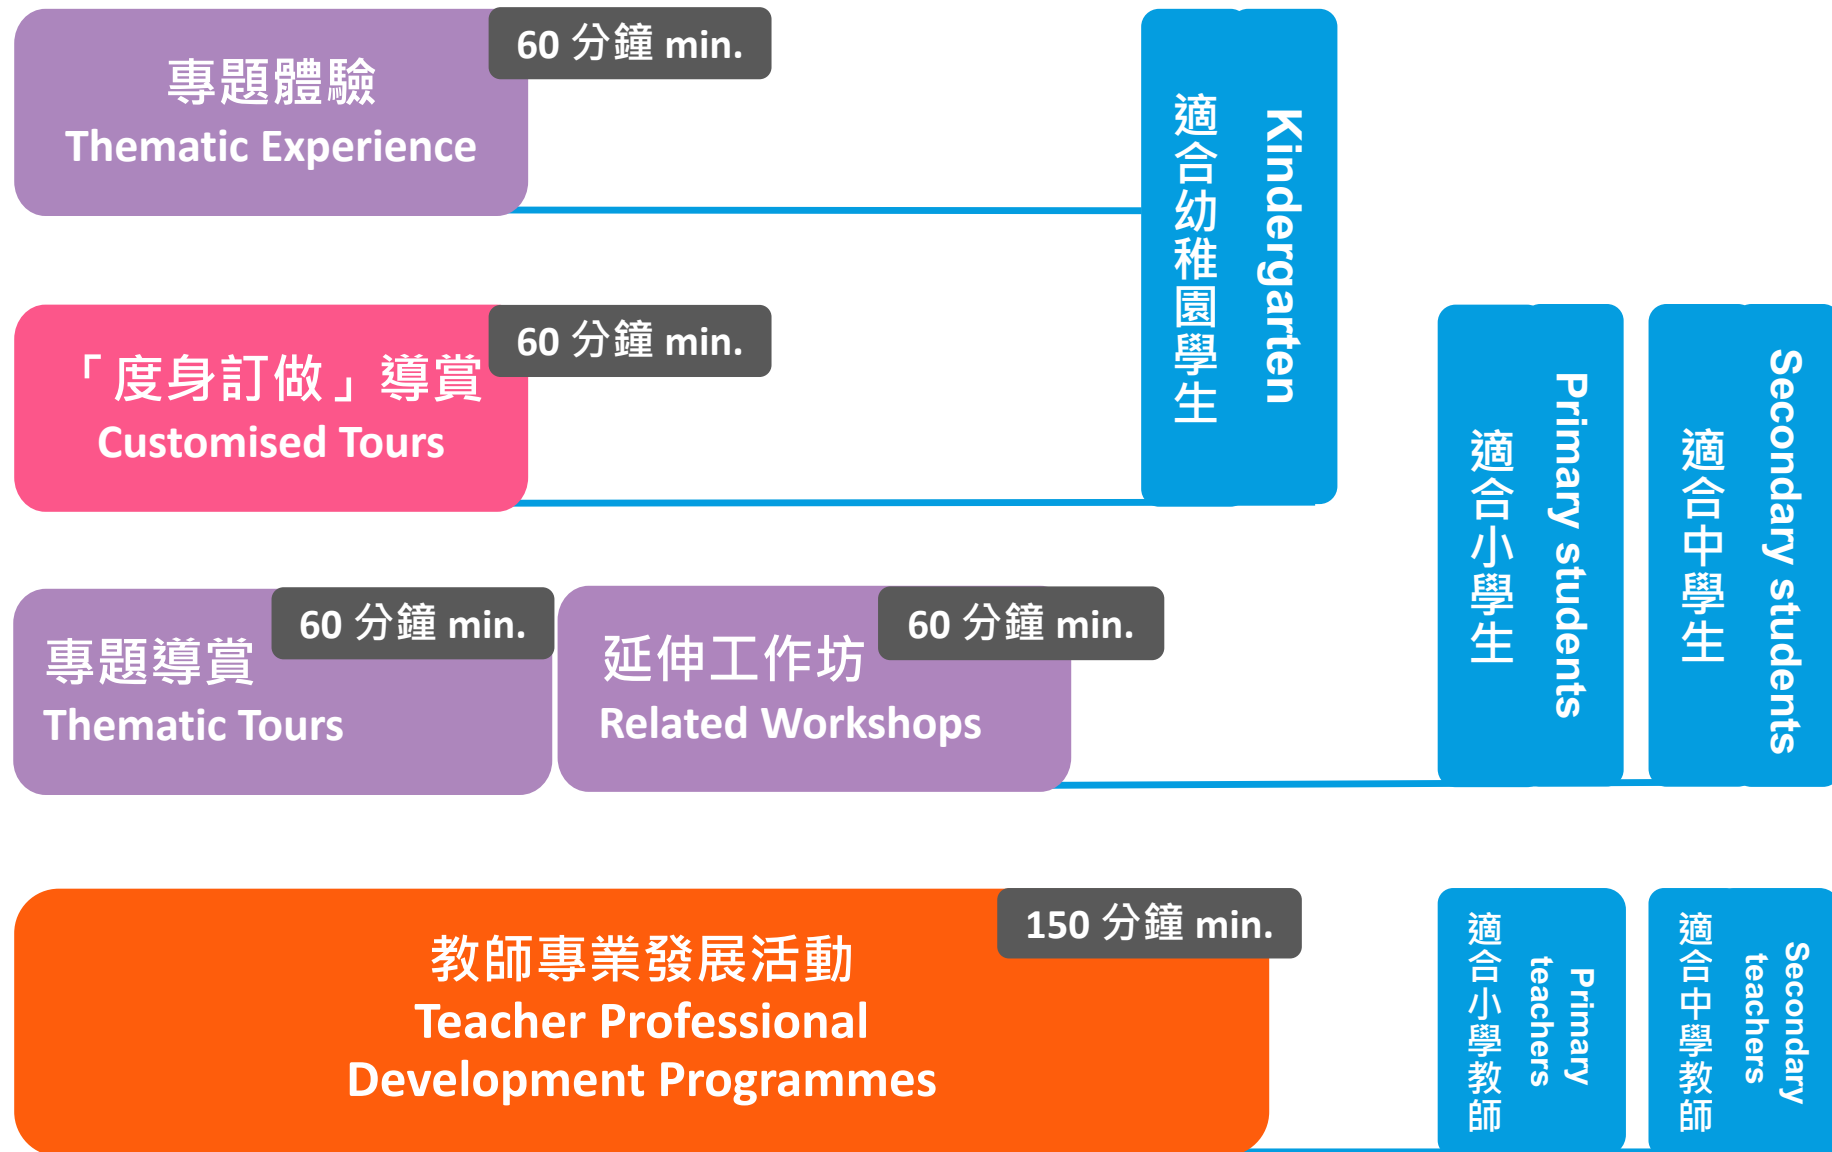 專題體驗
Thematic Experience
60 分鐘 min.
適合幼稚園學生
Kindergarten
「度身訂做」導賞
Customised Tours
60 分鐘 min.
專題導賞
Thematic Tours
60 分鐘 min.
延伸工作坊
Related Workshops
60 分鐘 min.
適合小學生
Primary students
適合中學生
Secondary students
教師專業發展活動
Teacher Professional
Development Programmes
150 分鐘 min.
適合小學教師
Primary
teachers
適合中學教師
Secondary
teachers